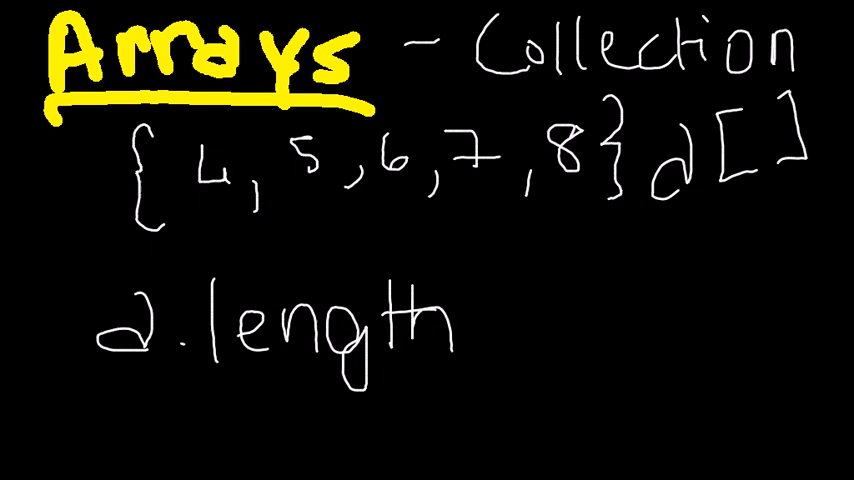 Arrays - Collection
{ 4, 5, 6, 7, 8 } a[ ]
a.length